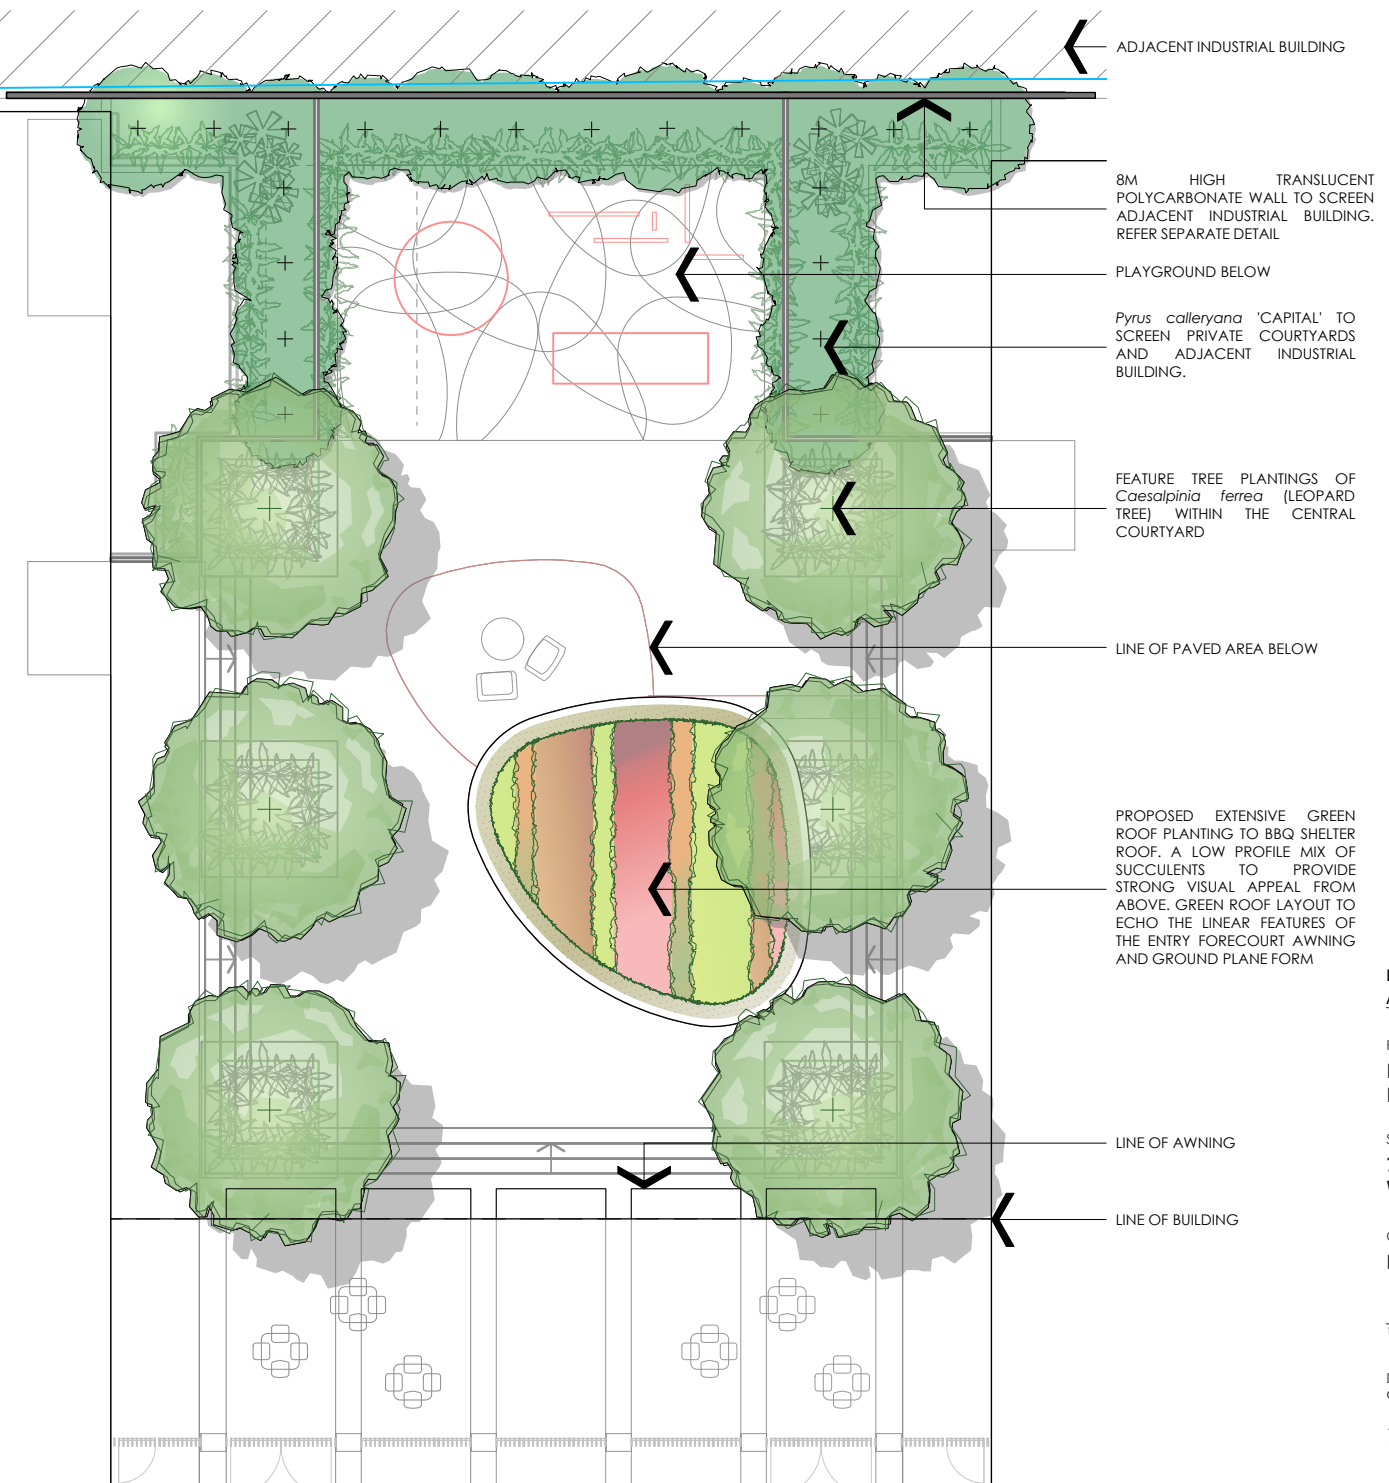 ADJACENT INDUSTRIAL BUILDING
8M HIGH TRANSLUCENT
POLYCARBONATE WALL TO SCREEN
ADJACENT INDUSTRIAL BUILDING.
REFER SEPARATE DETAIL
PLAYGROUND BELOW
Pyrus calleryana 'CAPITAL' TO
SCREEN PRIVATE COURTYARDS
AND ADJACENT INDUSTRIAL
BUILDING.
FEATURE TREE PLANTINGS OF
Caesalpinia ferrea (LEOPARD
TREE) WITHIN THE CENTRAL
COURTYARD
LINE OF PAVED AREA BELOW
PROPOSED EXTENSIVE GREEN
ROOF PLANTING TO BBQ SHELTER
ROOF. A LOW PROFILE MIX OF
SUCCULENTS TO PROVIDE
STRONG VISUAL APPEAL FROM
ABOVE. GREEN ROOF LAYOUT TO
ECHO THE LINEAR FEATURES OF
THE ENTRY FORECOURT AWNING
AND GROUND PLANE FORM
LINE OF AWNING
LINE OF BUILDING